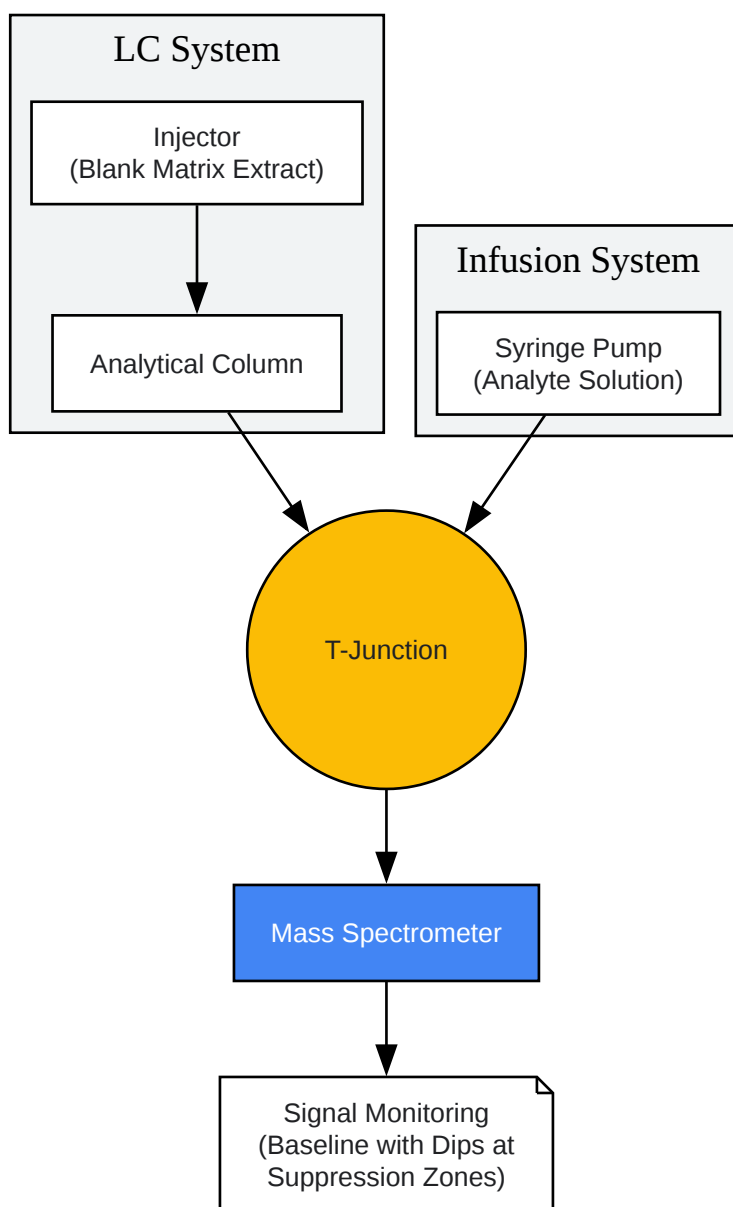 LC System
Injector
(Blank Matrix Extract)
Analytical Column
Infusion System
Syringe Pump
(Analyte Solution)
T-Junction
Mass Spectrometer
Signal Monitoring
(Baseline with Dips at
Suppression Zones)